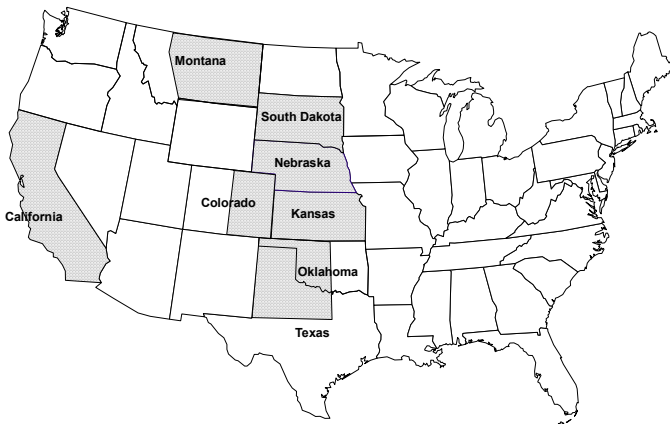 Montana
South Dakota
Nebraska
Colorado
Kansas
California
Oklahoma
Texas